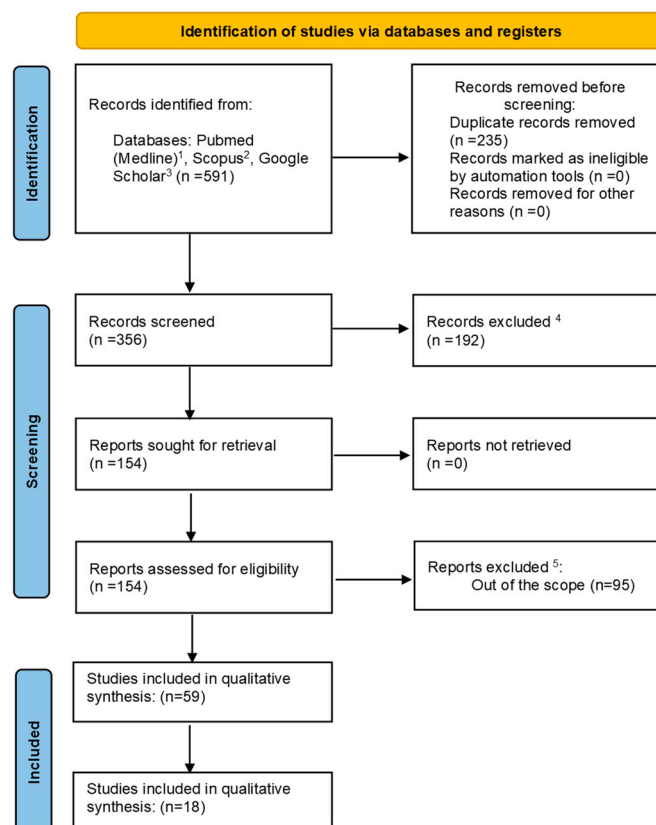 Identification of studies via databases and registers
Identification
Records identified from:
Databases: Pubmed
(Medline)1, Scopus2, Google
Scholar3 (n =591)
Records removed before
screening:
Duplicate records removed
(n =235)
Records marked as ineligible
by automation tools (n =0)
Records removed for other
reasons (n =0)
Screening
Records screened
(n =356)
Records excluded 4
(n =192)
Reports sought for retrieval
(n =154)
Reports not retrieved
(n =0)
Reports assessed for eligibility
(n =154)
Reports excluded 5:
Out of the scope (n=95)
Included
Studies included in qualitative
synthesis: (n=59)
Studies included in qualitative
synthesis: (n=18)